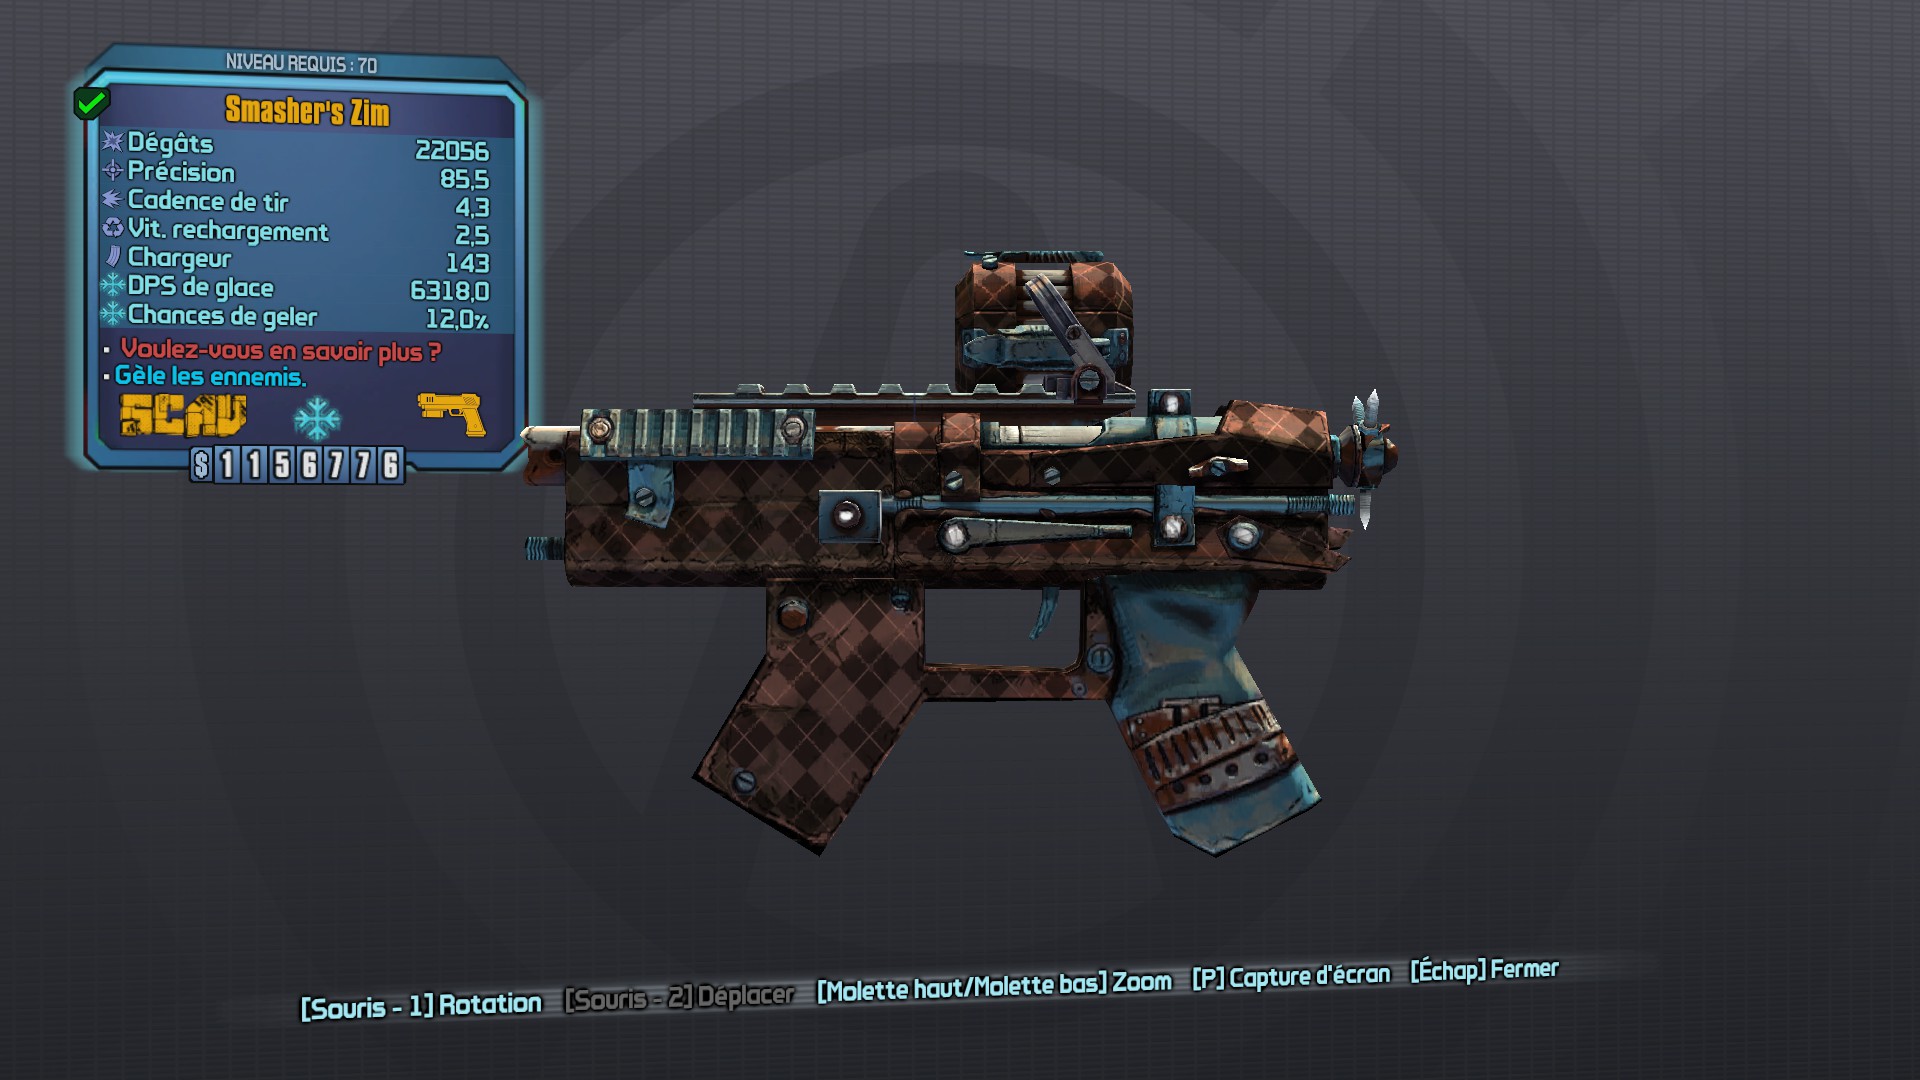 NIVEAU REQUIS : 70
Smasher's Zim
Dégâts 22056
Précision 85,5
Cadence de tir 4,3
Vit. rechargement 2,5
Chargeur 143
DPS de glace 6318,0
Chances de geler 12,0%
• Voulez-vous en savoir plus ?
• Gèle les ennemis.
SCAV
$1156776
[Souris - 1] Rotation [Souris - 2] Déplacer [Molette haut/Molette bas] Zoom [P] Capture d'écran [Échap] Fermer